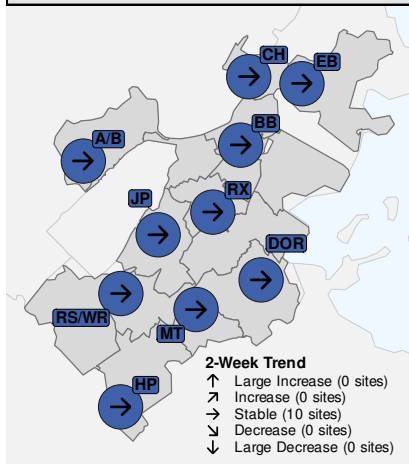 CH
EB
BB
A/B
RX
JP
DOR
RS/WR
MT
HP
2-Week Trend
↑ Large Increase (0 sites)
↗ Increase (0 sites)
→ Stable (10 sites)
↘ Decrease (0 sites)
↓ Large Decrease (0 sites)